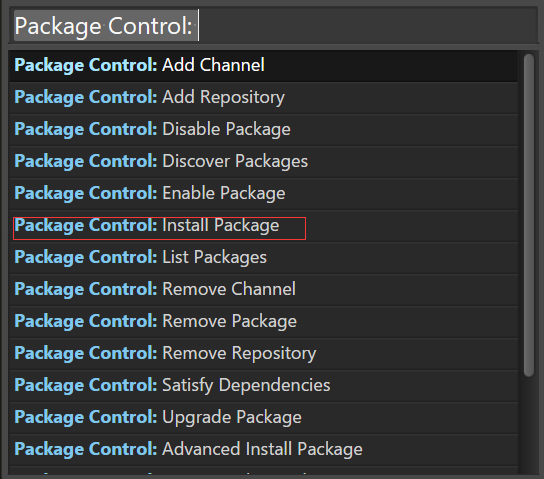 Package Control:
Package Control: Add Channel
Package Control: Add Repository
Package Control: Disable Package
Package Control: Discover Packages
Package Control: Enable Package
Package Control: Install Package
Package Control: List Packages
Package Control: Remove Channel
Package Control: Remove Package
Package Control: Remove Repository
Package Control: Satisfy Dependencies
Package Control: Upgrade Package
Package Control: Advanced Install Package